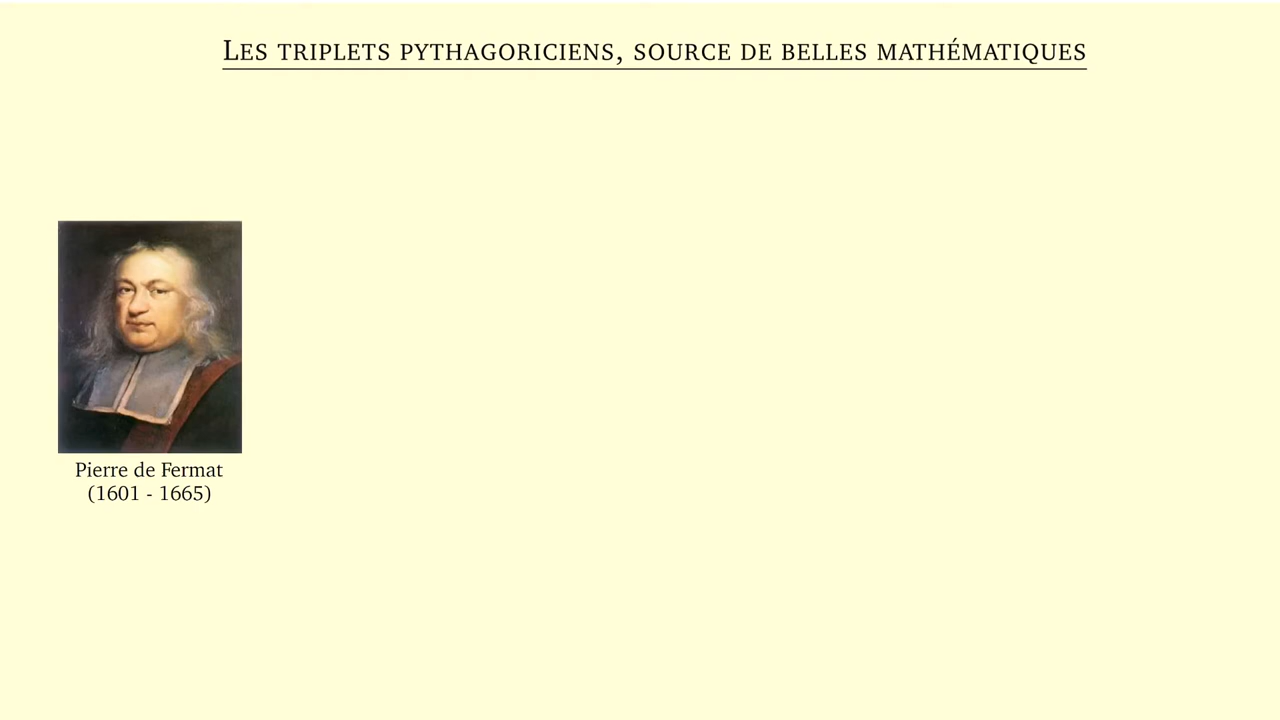 Les triplets pythagoriciens, source de belles mathématiques
Pierre de Fermat
(1601 - 1665)